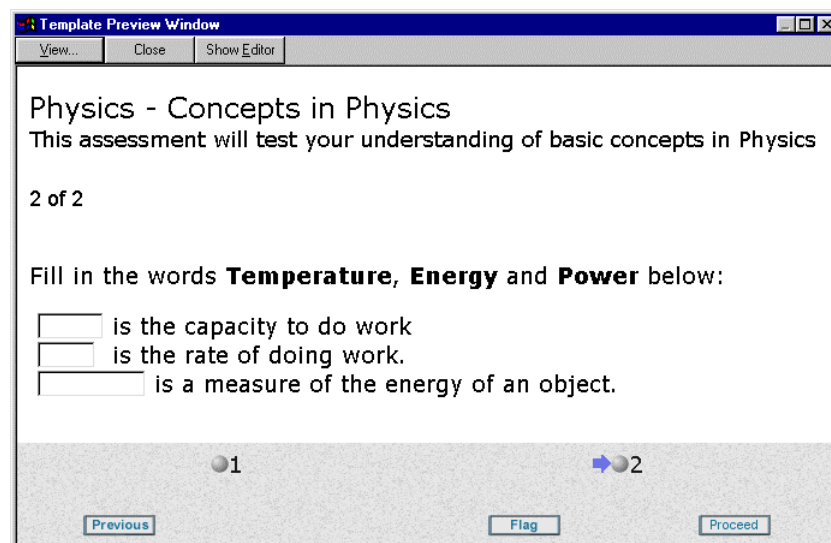 Template Preview Window
View... Close Show Editor
Physics - Concepts in Physics
This assessment will test your understanding of basic concepts in Physics
2 of 2
Fill in the words Temperature, Energy and Power below:
is the capacity to do work
is the rate of doing work.
is a measure of the energy of an object.
1 2
Previous Flag Proceed